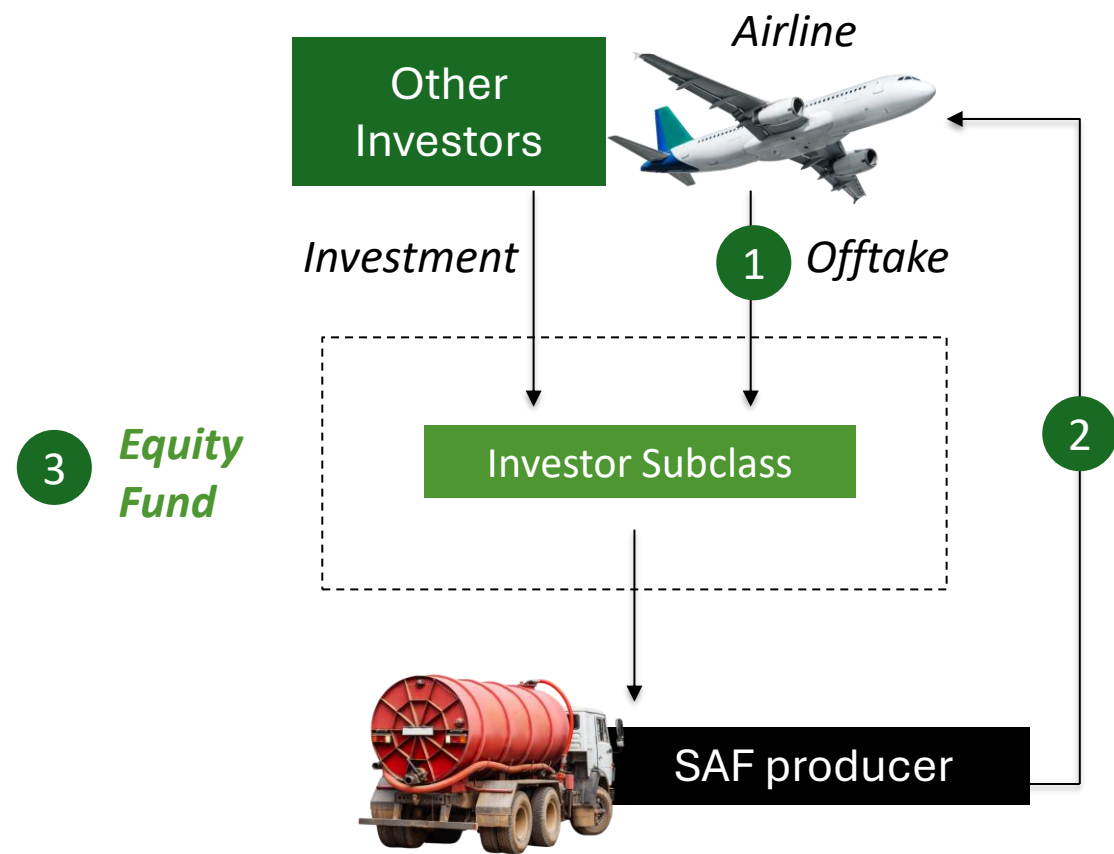 Airline
Other
Investors
Investment
1
Offtake
3
Equity
Fund
Investor Subclass
2
SAF producer